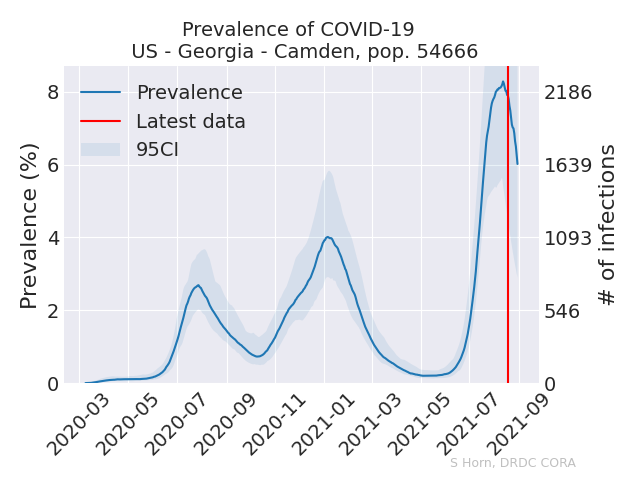 Prevalence of COVID-19
US - Georgia - Camden, pop. 54666
Prevalence (%)
8
6
4
2
0
Prevalence
Latest data
95CI
2186
1639
1093
546
0
# of infections
2020-03
2020-05
2020-07
2020-09
2020-11
2021-01
2021-03
2021-05
2021-07
2021-09
S Horn, DRDC CORA